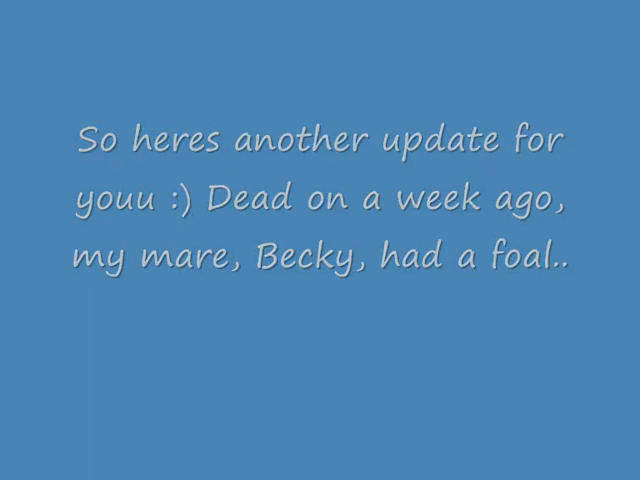 So heres another update for
youu :) Dead on a week ago,
my mare, Becky, had a foal..